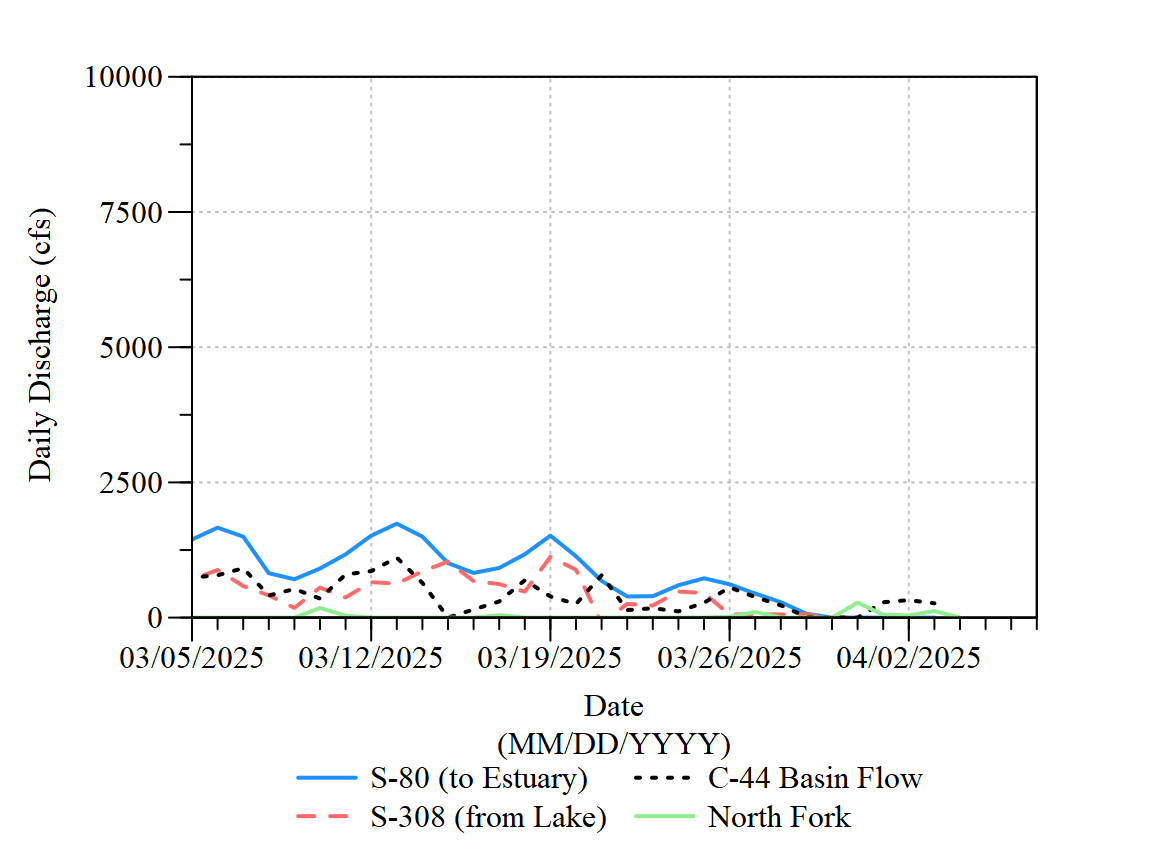 10000
7500
5000
2500
0
Daily Discharge (cfs)
03/05/2025 03/12/2025 03/19/2025 03/26/2025 04/02/2025
Date
(MM/DD/YYYY)
S-80 (to Estuary) C-44 Basin Flow
S-308 (from Lake) North Fork